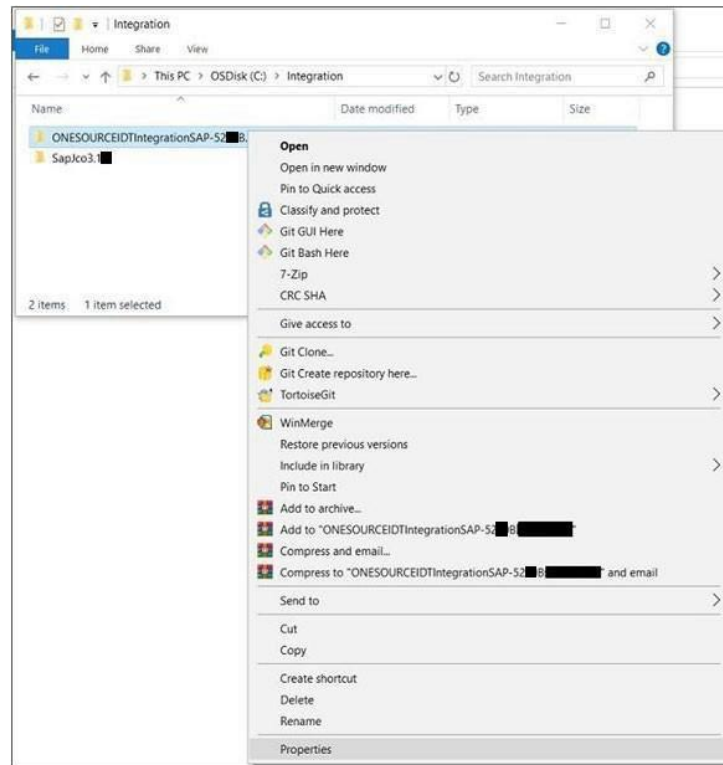 Integration
File Home Share View
This PC > OSDisk (C:) > Integration Search Integration
Name Date modified Type Size
ONESOURCEIDTIntegrationSAP-52 B.
SapJco3.1
2 items 1 item selected
Open
Open in new window
Pin to Quick access
Classify and protect
Git GUI Here
Git Bash Here
7-Zip
CRC SHA
Give access to
Git Clone...
Git Create repository here...
TortoiseGit
WinMerge
Restore previous versions
Include in library
Pin to Start
Add to archive...
Add to "ONESOURCEIDTIntegrationSAP-52 B "
Compress and email...
Compress to "ONESOURCEIDTIntegrationSAP-52 B " and email
Send to
Cut
Copy
Create shortcut
Delete
Rename
Properties